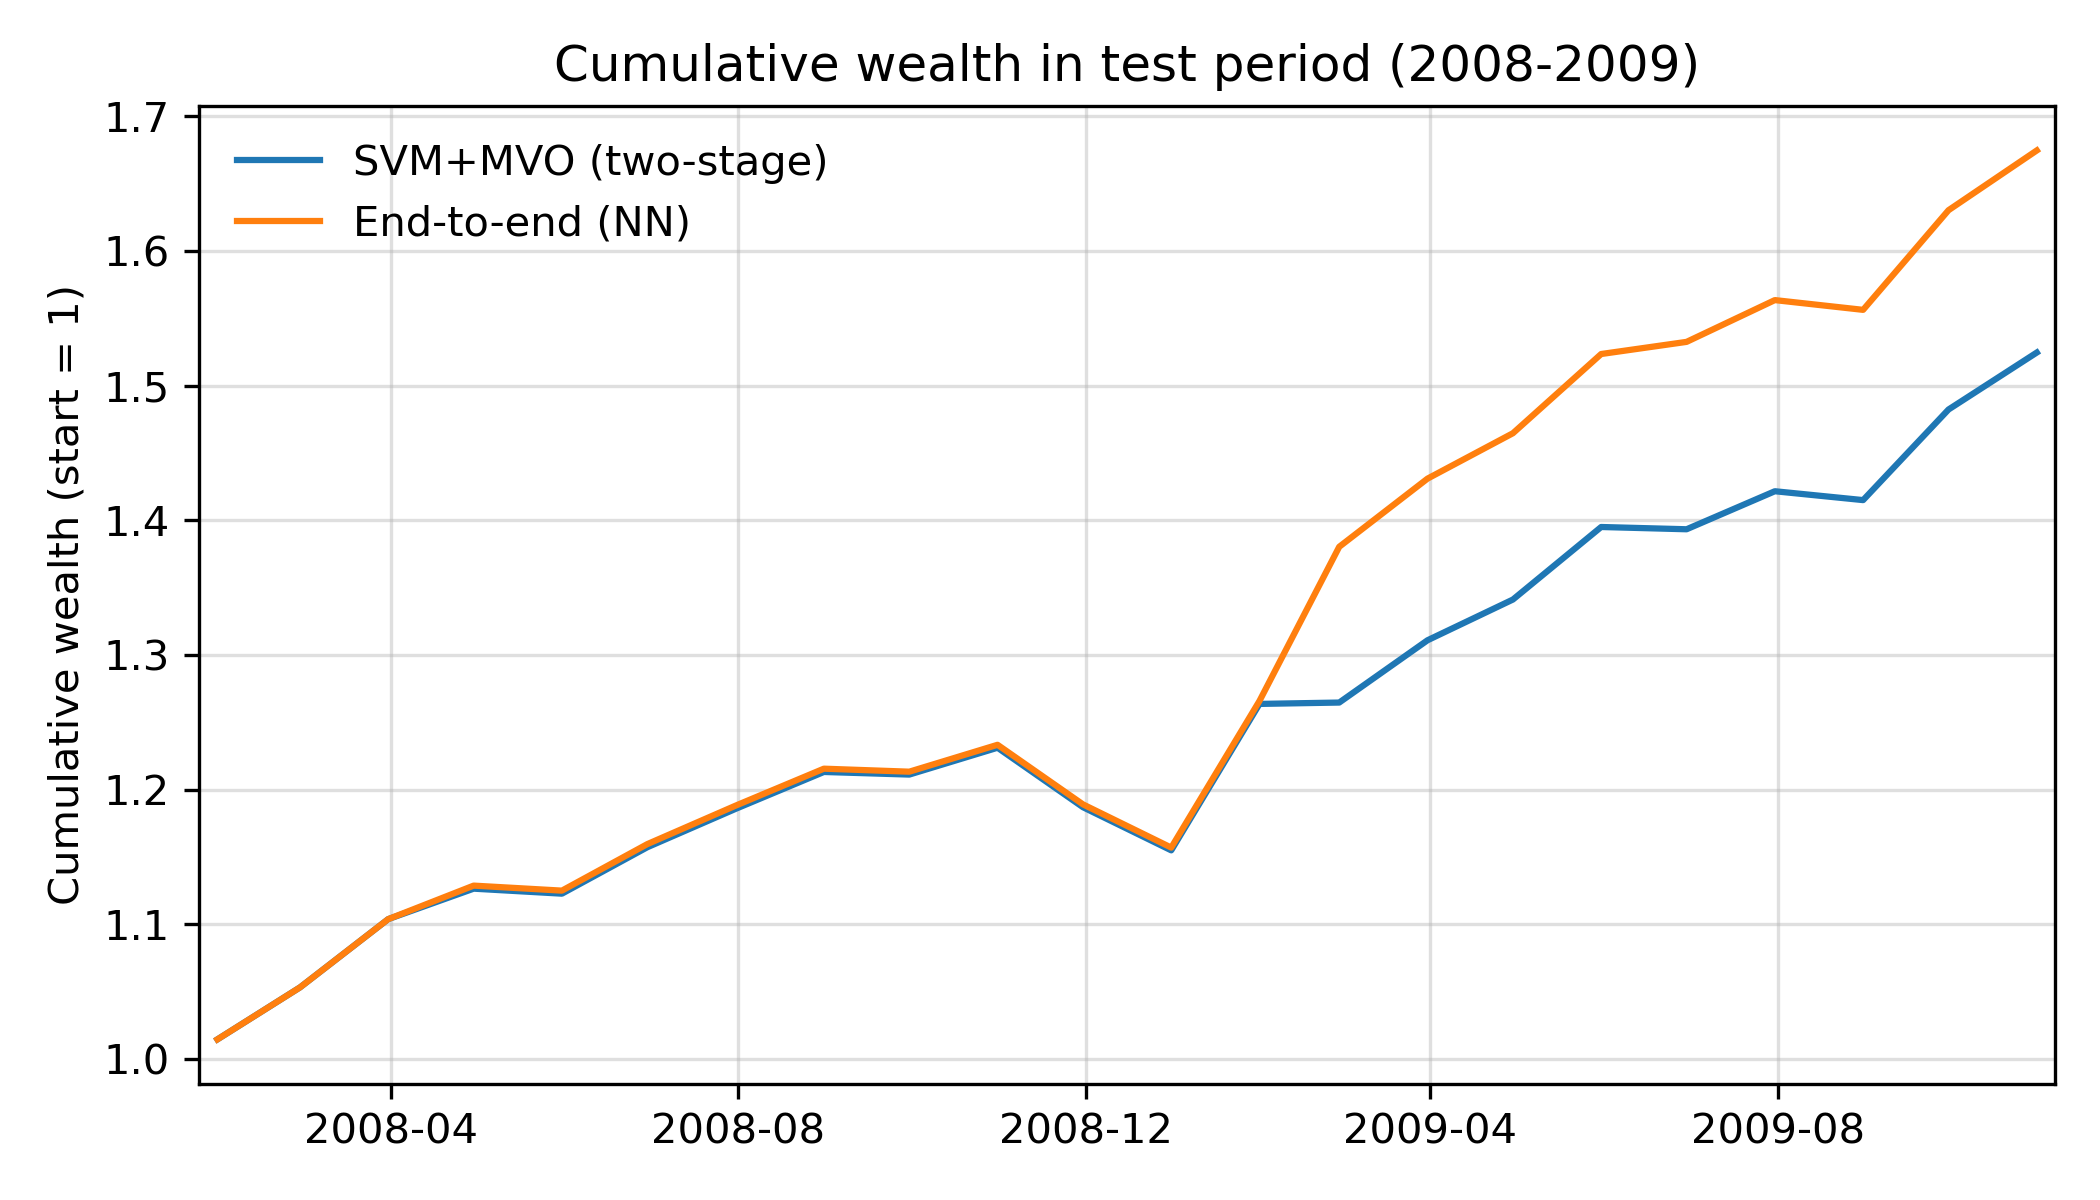 Cumulative wealth in test period (2008-2009)
SVM+MVO (two-stage)
End-to-end (NN)
Cumulative wealth (start = 1)
1.7
1.6
1.5
1.4
1.3
1.2
1.1
1.0
2008-04 2008-08 2008-12 2009-04 2009-08